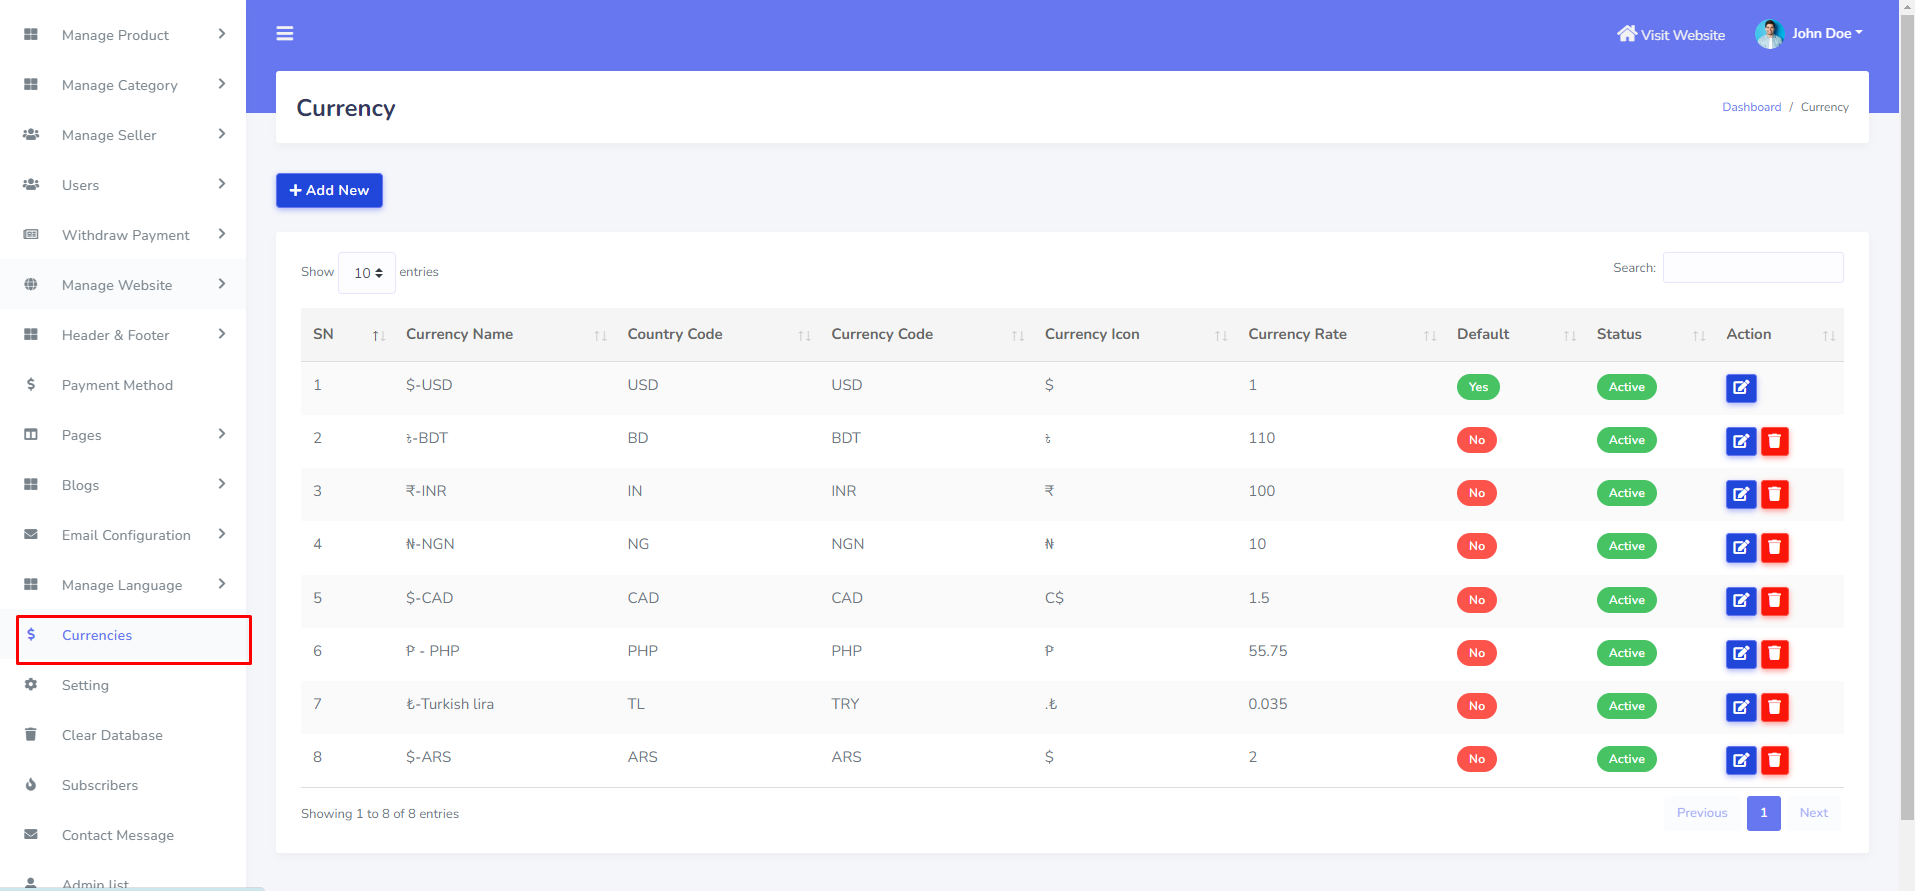 Manage Product
Manage Category
Manage Seller
Users
Withdraw Payment
Manage Website
Header & Footer
Payment Method
Pages
Blogs
Email Configuration
Manage Language
Currencies
Setting
Clear Database
Subscribers
Contact Message
Admin list
Visit Website
John Doe
Currency
Dashboard / Currency
Add New
Show 10 entries
Search:
SN Currency Name Country Code Currency Code Currency Icon Currency Rate Default Status Action
1 $-USD USD USD $ 1 Yes Active
2 ৳-BDT BD BDT ৳ 110 No Active
3 ₹-INR IN INR ₹ 100 No Active
4 ₦-NGN NG NGN ₦ 10 No Active
5 $-CAD CAD CAD C$ 1.5 No Active
6 ₱ - PHP PHP PHP ₱ 55.75 No Active
7 ₺-Turkish lira TL TRY .₺ 0.035 No Active
8 $-ARS ARS ARS $ 2 No Active
Showing 1 to 8 of 8 entries
Previous 1 Next